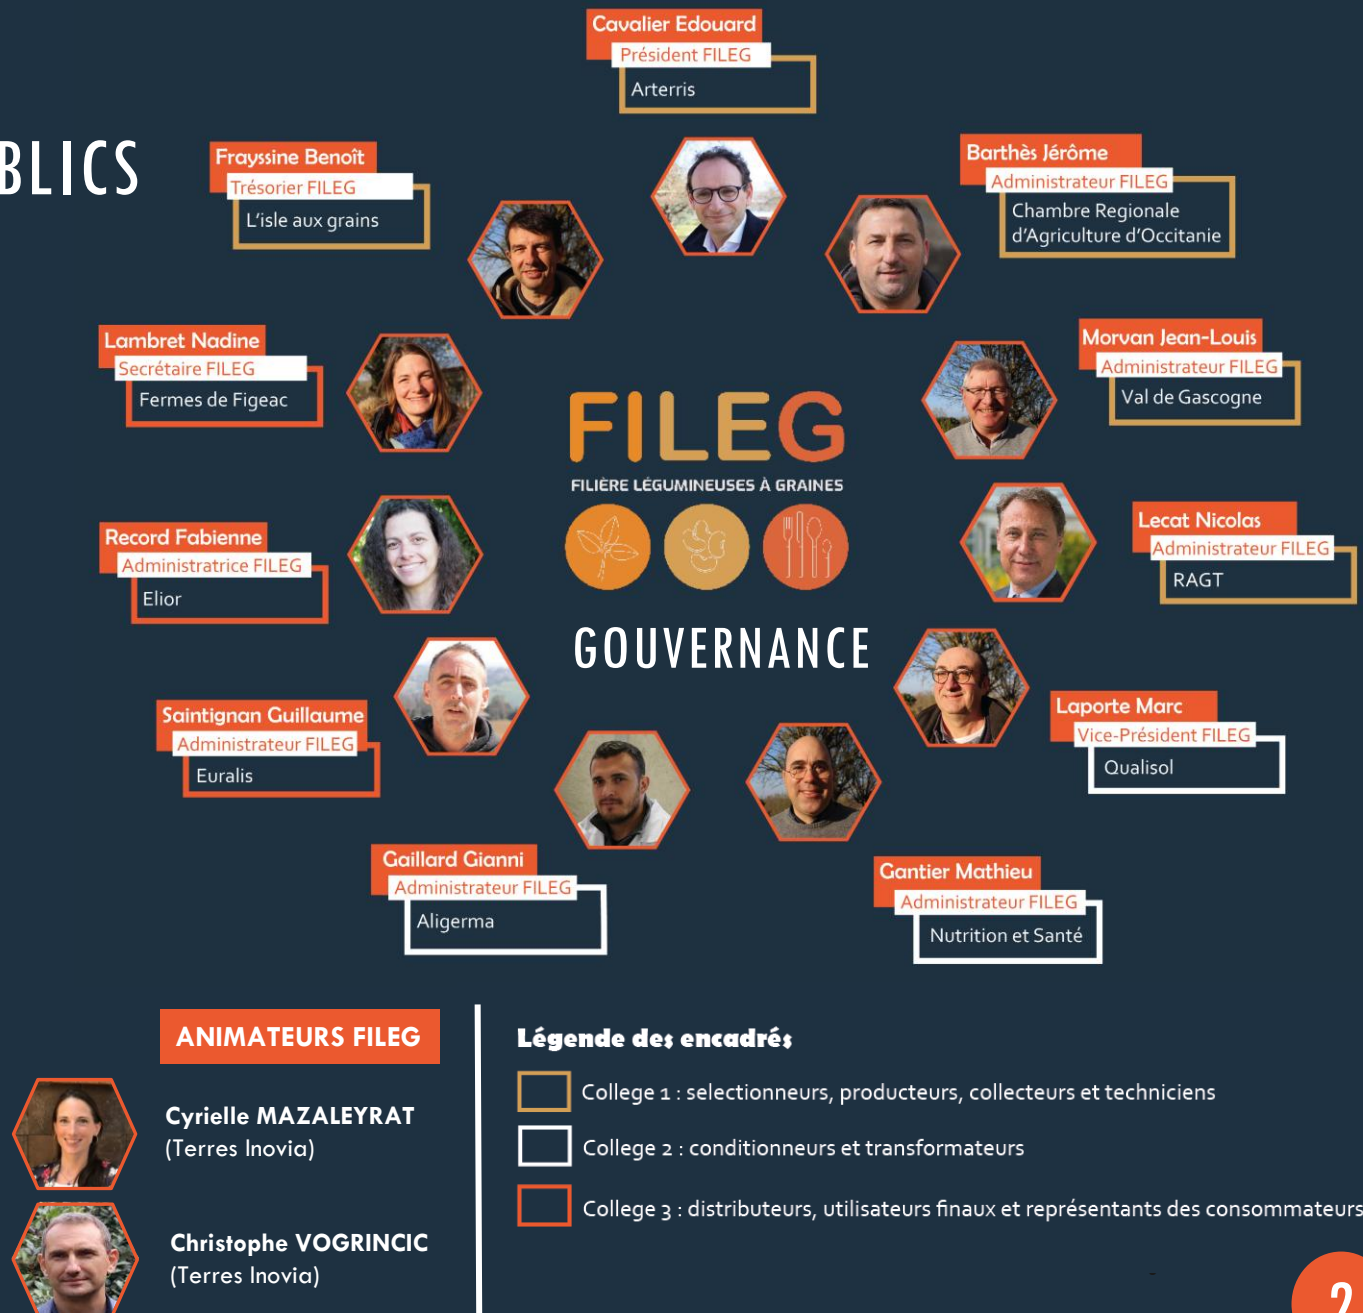 Cavalier Edouard
Président FILEG
Arterris
BLICS
Frayssine Benoît
Trésorier FILEG
L'isle aux grains
Barthès Jérôme
Administrateur FILEG
Chambre Regionale
d'Agriculture d'Occitanie
Lambret Nadine
Secrétaire FILEG
Fermes de Figeac
Morvan Jean-Louis
Administrateur FILEG
Val de Gascogne
FILEG
FILIÈRE LÉGUMINEUSES À GRAINES
Record Fabienne
Administratrice FILEG
Elior
Lecat Nicolas
Administrateur FILEG
RAGT
GOUVERNANCE
Saintignan Guillaume
Administrateur FILEG
Euralis
Laporte Marc
Vice-Président FILEG
Qualisol
Gaillard Gianni
Administrateur FILEG
Aligerma
Gantier Mathieu
Administrateur FILEG
Nutrition et Santé
ANIMATEURS FILEG
Cyrielle MAZALEYRAT
(Terres Inovia)
Christophe VOGRINCIC
(Terres Inovia)
Légende des encadrés
College 1 : selectionneurs, producteurs, collecteurs et techniciens
College 2 : conditionneurs et transformateurs
College 3 : distributeurs, utilisateurs finaux et représentants des consommateurs
2